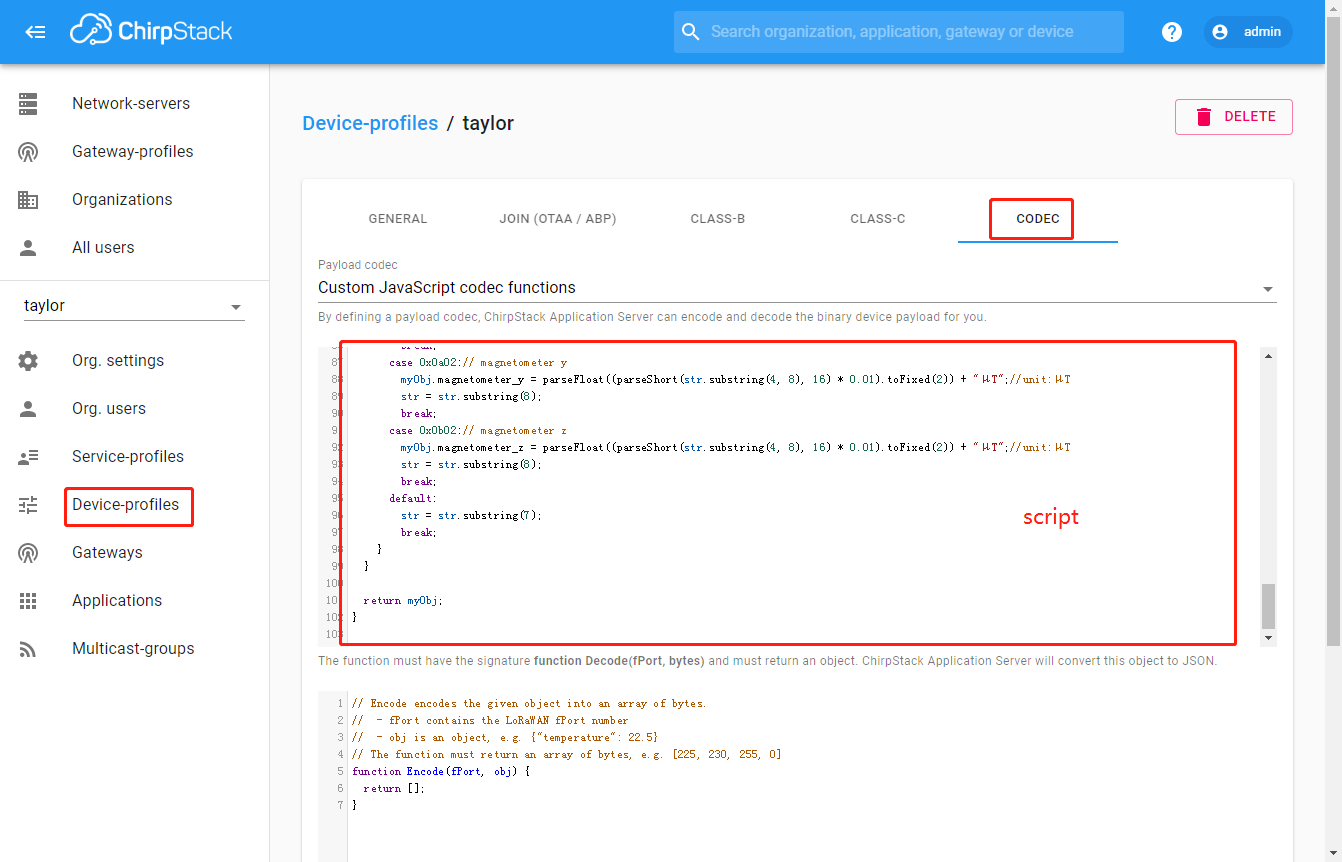 ChirpStack
Search organization, application, gateway or device
? admin
Network-servers
Gateway-profiles
Organizations
All users
taylor
Org. settings
Org. users
Service-profiles
Device-profiles
Gateways
Applications
Multicast-groups
Device-profiles / taylor
DELETE
GENERAL JOIN (OTAA / ABP) CLASS-B CLASS-C CODEC
Payload codec
Custom JavaScript codec functions
By defining a payload codec, ChirpStack Application Server can encode and decode the binary device payload for you.
break;
case 0x0a02:// magnetometer y
myObj.magnetometer_y = parseFloat((parseShort(str.substring(4, 8), 16) * 0.01).toFixed(2)) + "μT";//unit:μT
str = str.substring(8);
break;
case 0x0b02:// magnetometer z
myObj.magnetometer_z = parseFloat((parseShort(str.substring(4, 8), 16) * 0.01).toFixed(2)) + "μT";//unit:μT
str = str.substring(8);
break;
default:
str = str.substring(7);
break;
}
}
return myObj;
}
script
The function must have the signature function Decode(fPort, bytes) and must return an object. ChirpStack Application Server will convert this object to JSON.
1 // Encode encodes the given object into an array of bytes.
2 // - fPort contains the LoRaWAN fPort number
3 // - obj is an object, e.g. {"temperature": 22.5}
4 // The function must return an array of bytes, e.g. [225, 230, 255, 0]
5 function Encode(fPort, obj) {
6 return [];
7 }